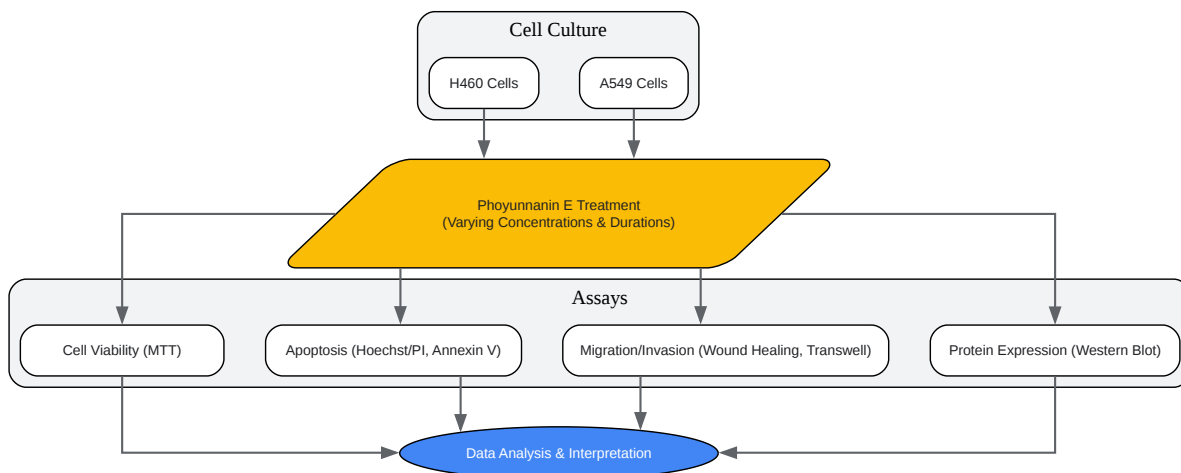 Cell Culture
H460 Cells
A549 Cells
Phoyunnanin E Treatment
(Varying Concentrations & Durations)
Assays
Cell Viability (MTT)
Apoptosis (Hoechst/PI, Annexin V)
Migration/Invasion (Wound Healing, Transwell)
Protein Expression (Western Blot)
Data Analysis & Interpretation